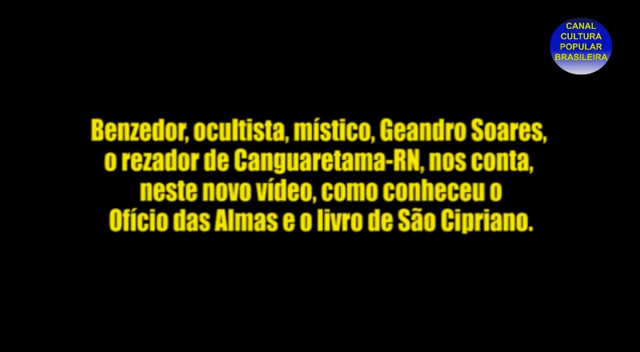 CANAL
CULTURA
POPULAR
BRASILEIRA
Benzedor, ocultista, místico, Geandro Soares,
o rezador de Canguaretama-RN, nos conta,
neste novo vídeo, como conheceu o
Ofício das Almas e o livro de São Cipriano.